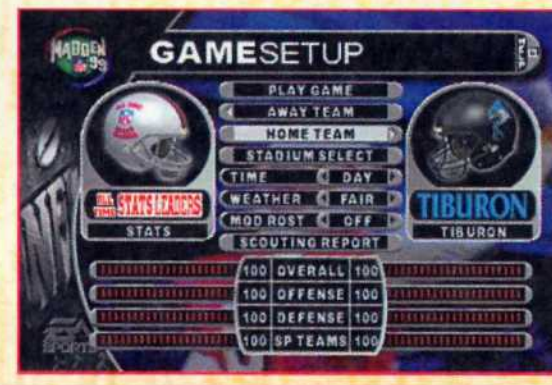 MADDEN 99
GAMESETUP
HELP
PLAY GAME
AWAY TEAM
HOME TEAM
STADIUM SELECT
TIME DAY
WEATHER FAIR
MOD ROST OFF
SCOUTING REPORT
ALL TIME STATS LEADERS
STATS
TIBURON
TIBURON
100 OVERALL 100
100 OFFENSE 100
100 DEFENSE 100
100 SP TEAMS 100
EA SPORTS